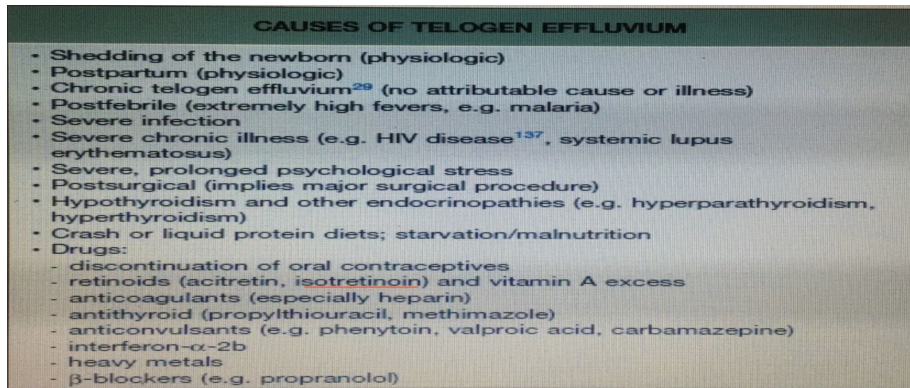 CAUSES OF TELOGEN EFFLUVIUM
• Shedding of the newborn (physiologic)
• Postpartum (physiologic)
• Chronic telogen effluvium²⁹ (no attributable cause or illness)
• Postfebrile (extremely high fevers, e.g. malaria)
• Severe infection
• Severe chronic illness (e.g. HIV disease¹³⁷, systemic lupus
erythematosus)
• Severe, prolonged psychological stress
• Postsurgical (implies major surgical procedure)
• Hypothyroidism and other endocrinopathies (e.g. hyperparathyroidism,
hyperthyroidism)
• Crash or liquid protein diets; starvation/malnutrition
• Drugs:
- discontinuation of oral contraceptives
- retinoids (acitretin, isotretinoin) and vitamin A excess
- anticoagulants (especially heparin)
- antithyroid (propylthiouracil, methimazole)
- anticonvulsants (e.g. phenytoin, valproic acid, carbamazepine)
- interferon-α-2b
- heavy metals
- β-blockers (e.g. propranolol)